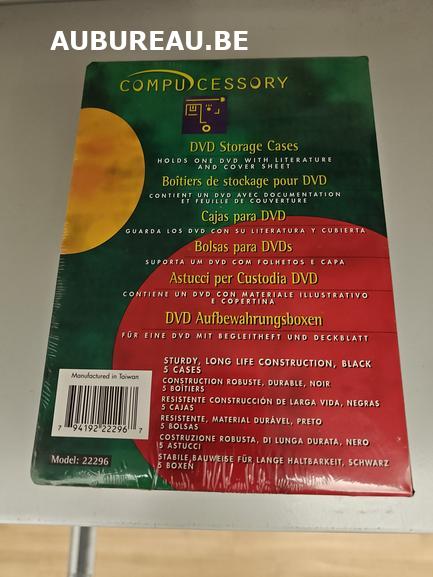 AUBUREAU.BE
COMPUCESSORY
DVD Storage Cases
HOLDS ONE DVD WITH LITERATURE
AND COVER SHEET
Boîtiers de stockage pour DVD
CONTIENT UN DVD AVEC DOCUMENTATION
ET FEUILLE DE COUVERTURE
Cajas para DVD
GUARDA LOS DVD CON SU LITERATURA Y CUBIERTA
Bolsas para DVDs
SUPORTA UM DVD COM FOLHETOS E CAPA
Astucci per Custodia DVD
CONTIENE UN DVD CON MATERIALE ILLUSTRATIVO
E COPERTINA
DVD Aufbewahrungsboxen
FÜR EINE DVD MIT BEGLEITHEFT UND DECKBLATT
STURDY, LONG LIFE CONSTRUCTION, BLACK
5 CASES
CONSTRUCTION ROBUSTE, DURABLE, NOIR
5 BOÎTIERS
RESISTENTE CONSTRUCCIÓN DE LARGA VIDA, NEGRAS
5 CAJAS
RESISTENTE, MATERIAL DURÁVEL, PRETO
5 BOLSAS
COSTRUZIONE ROBUSTA, DI LUNGA DURATA, NERO
5 ASTUCCI
STABILE BAUWEISE FÜR LANGE HALTBARKEIT, SCHWARZ
5 BOXEN
Manufactured in Taiwan
7 94192 22296 7
Model: 22296